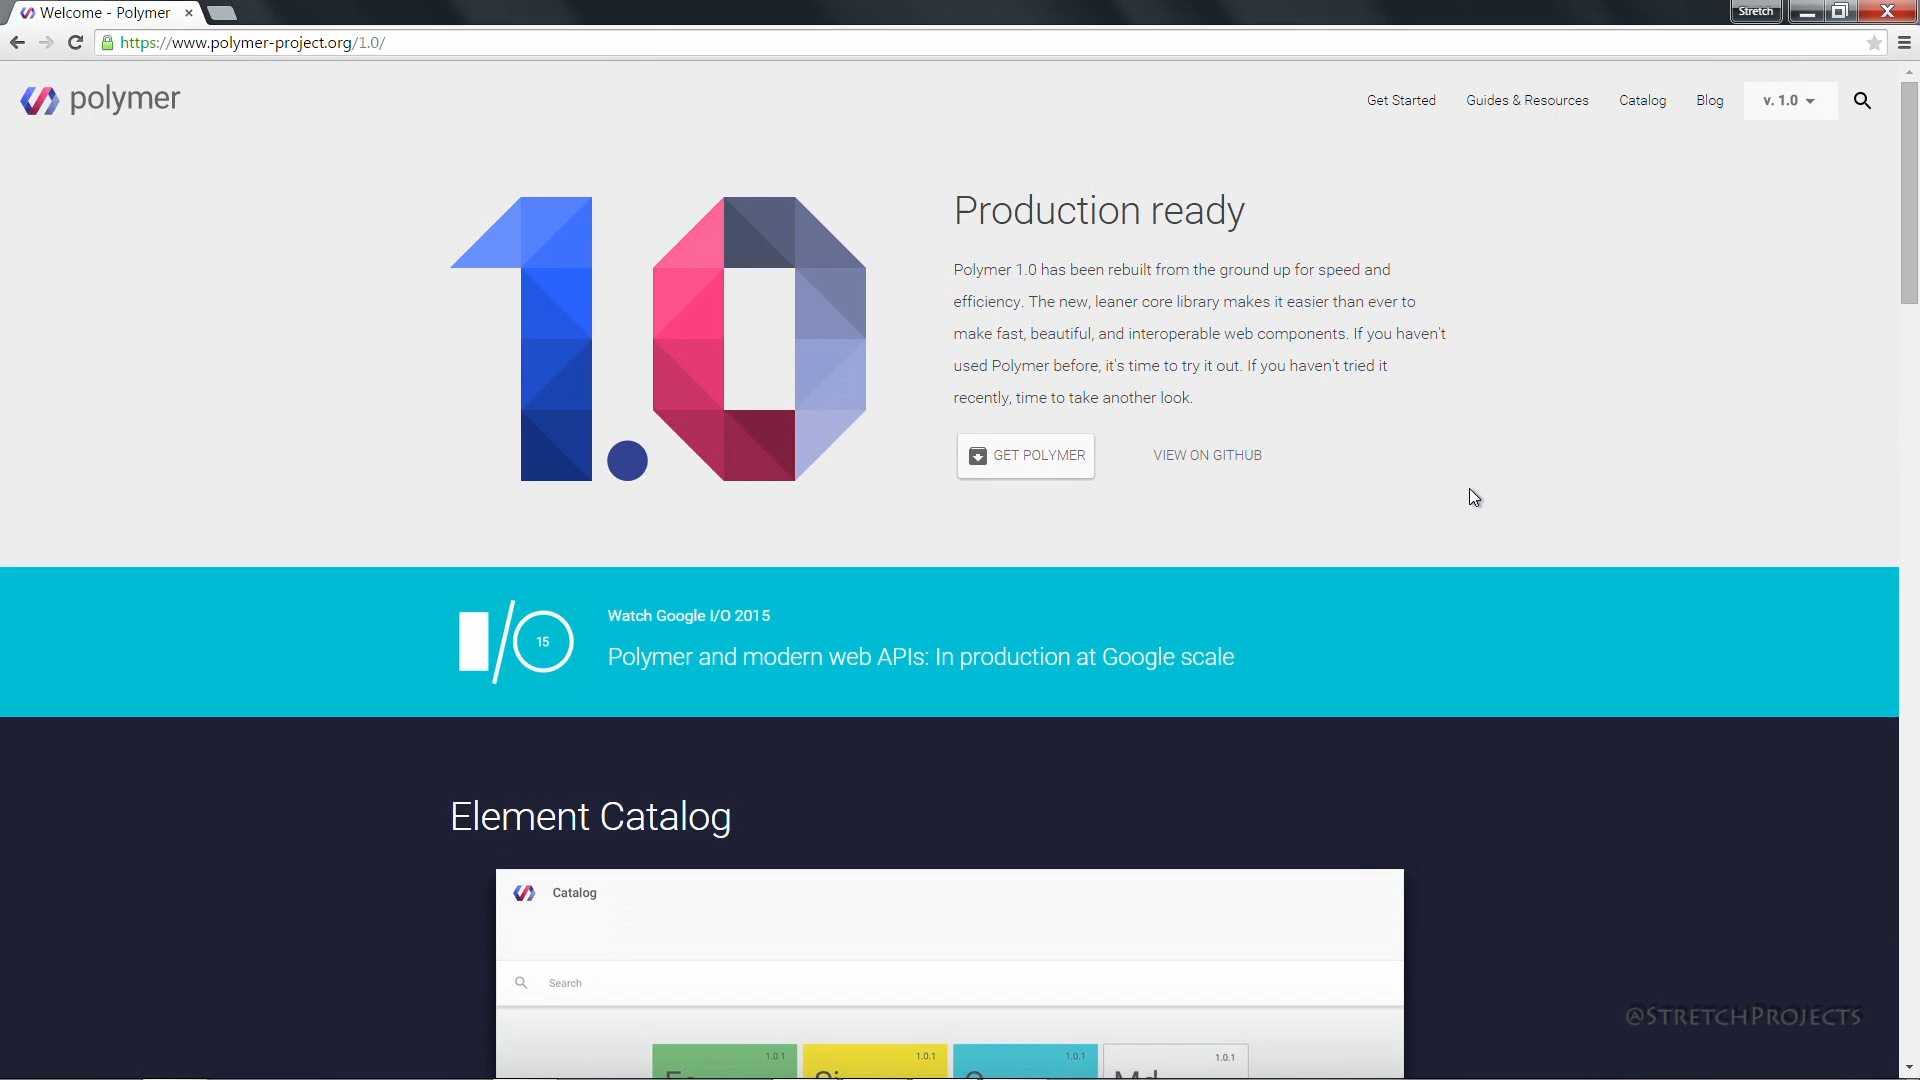 Welcome - Polymer
Stretch
https://www.polymer-project.org/1.0/
polymer
Get Started
Guides & Resources
Catalog
Blog
v. 1.0
1.0
Production ready
Polymer 1.0 has been rebuilt from the ground up for speed and
efficiency. The new, leaner core library makes it easier than ever to
make fast, beautiful, and interoperable web components. If you haven't
used Polymer before, it's time to try it out. If you haven't tried it
recently, time to take another look.
GET POLYMER
VIEW ON GITHUB
I/O
15
Watch Google I/O 2015
Polymer and modern web APIs: In production at Google scale
Element Catalog
Catalog
Search
1.0.1
1.0.1
1.0.1
1.0.1
Md
@StretchProjects